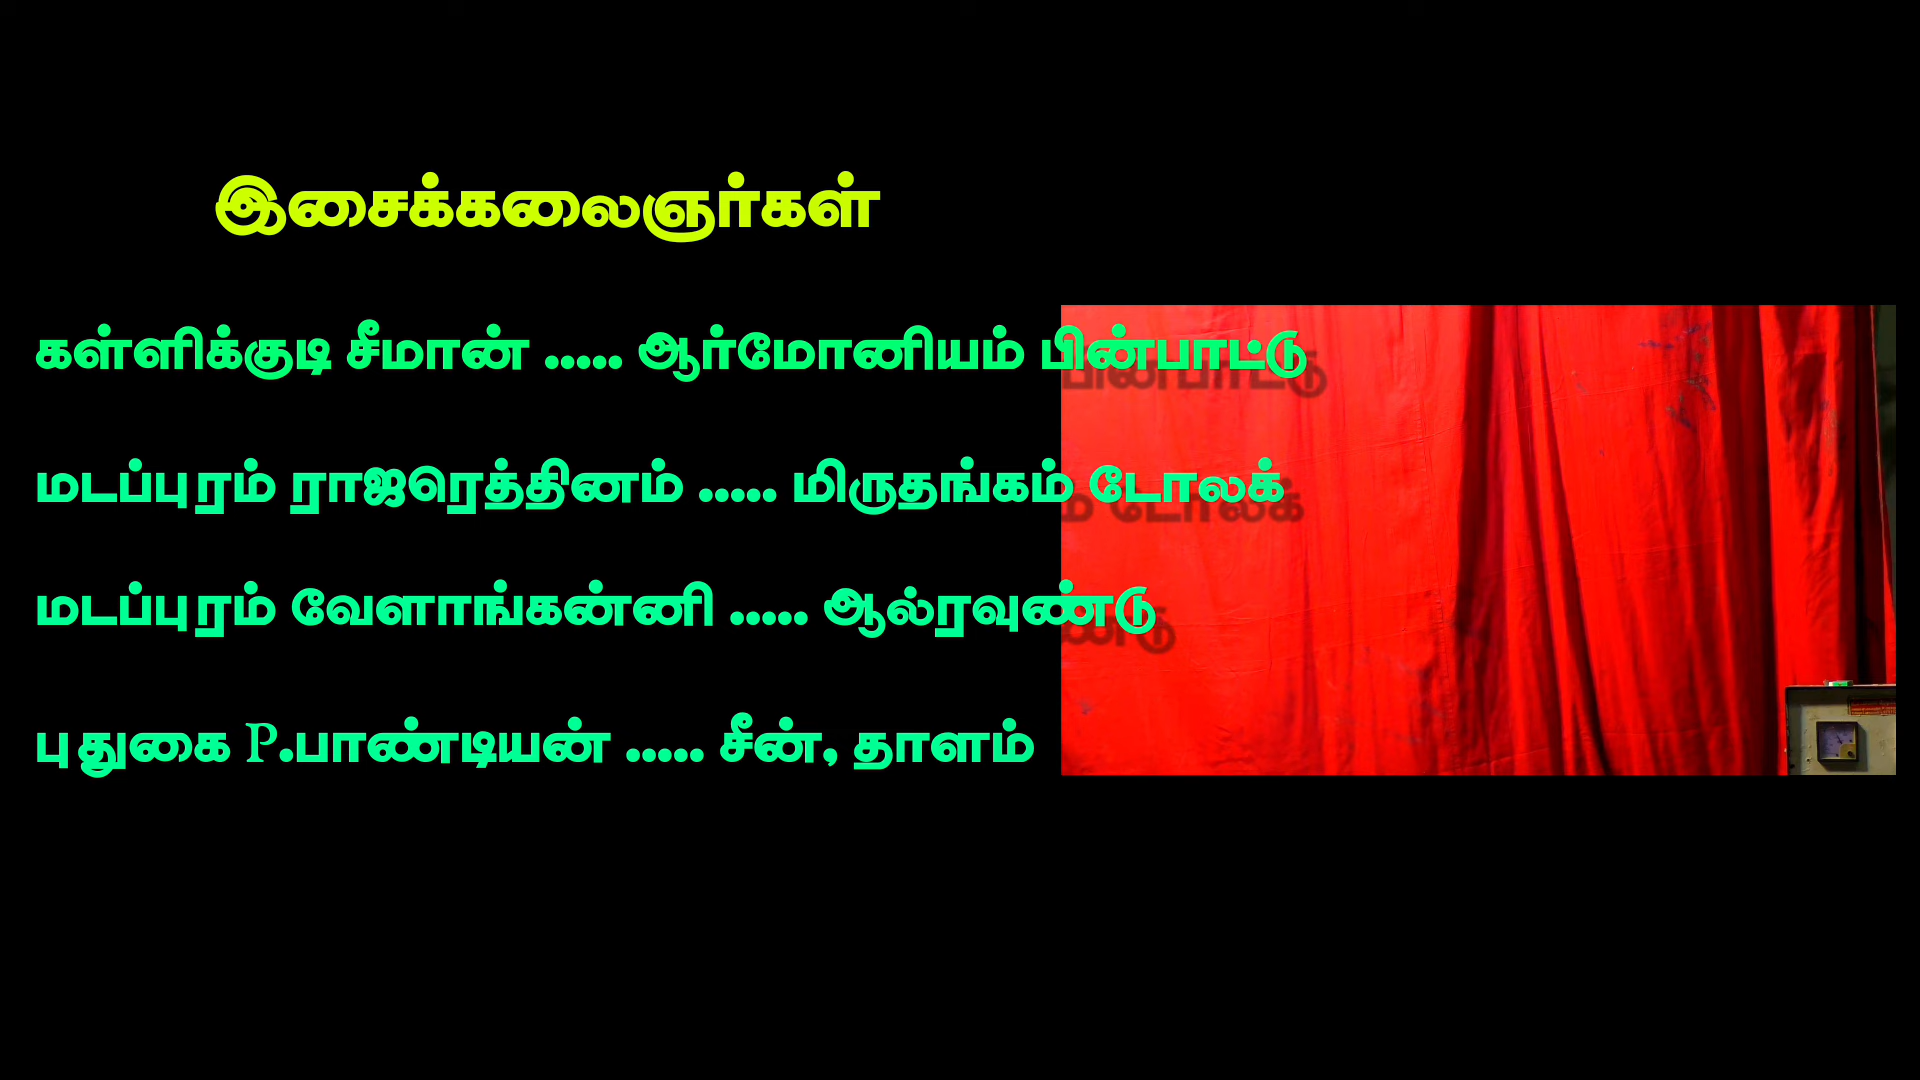 இசைக்கலைஞர்கள்
கள்ளிக்குடி சீமான் ..... ஆர்மோனியம் பின்பாட்டு
மடப்புரம் ராஜரெத்தினம் ..... மிருதங்கம் டோலக்
மடப்புரம் வேளாங்கன்னி ..... ஆல்ரவுண்டு
புதுகை P.பாண்டியன் ..... சீன், தாளம்